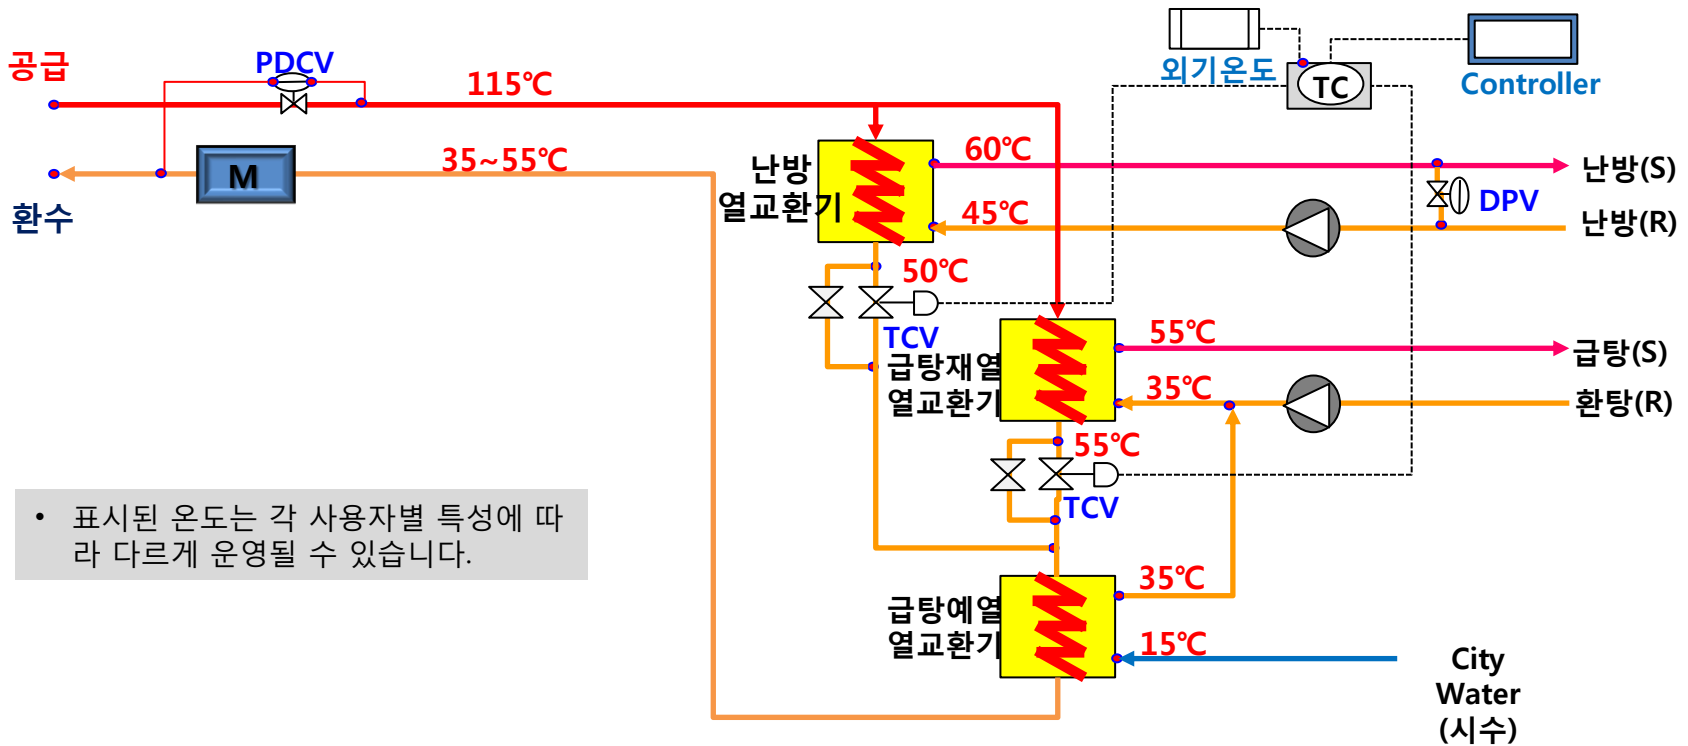 공급
PDCV
115℃
외기온도
TC
Controller
환수
M
35~55℃
난방
열교환기
60℃
45℃
난방(S)
DPV
난방(R)
50℃
TCV
급탕재열
열교환기
55℃
35℃
급탕(S)
환탕(R)
55℃
TCV
• 표시된 온도는 각 사용자별 특성에 따
라 다르게 운영될 수 있습니다.
급탕예열
열교환기
35℃
15℃
City
Water
(시수)